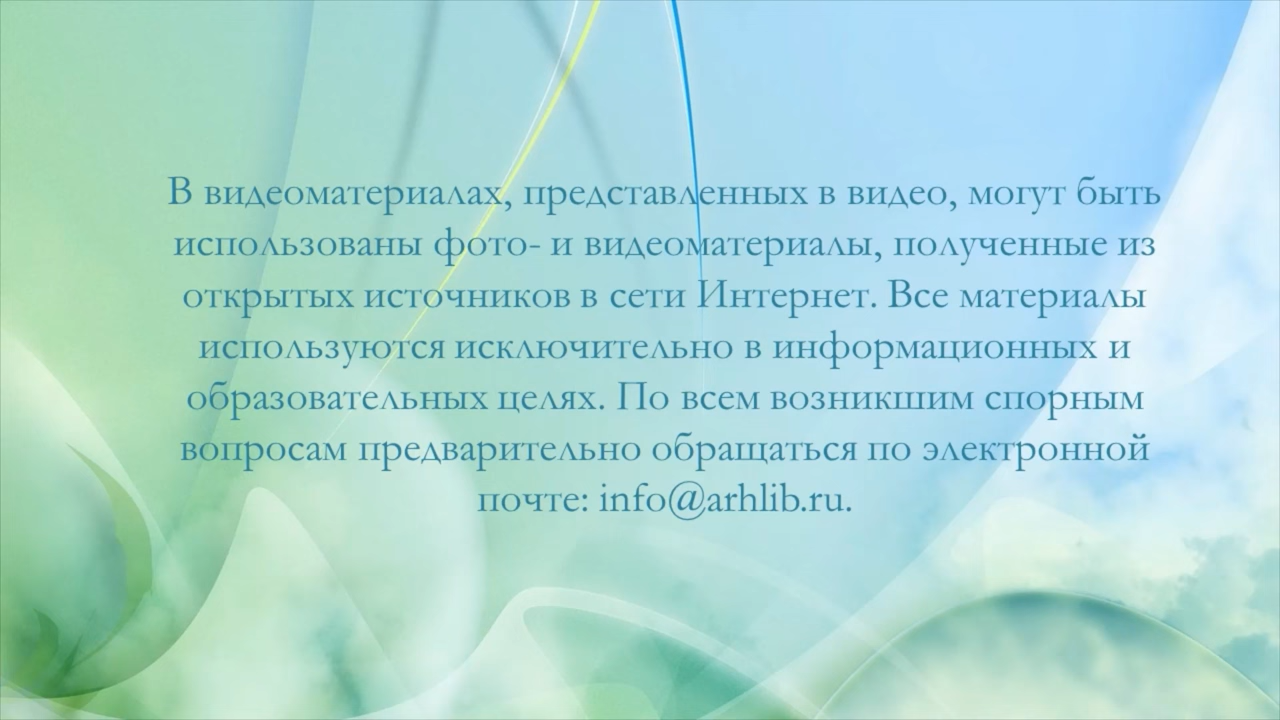 В видеоматериалах, представленных в видео, могут быть
использованы фото- и видеоматериалы, полученные из
открытых источников в сети Интернет. Все материалы
используются исключительно в информационных и
образовательных целях. По всем возникшим спорным
вопросам предварительно обращаться по электронной
почте: info@arhlib.ru.